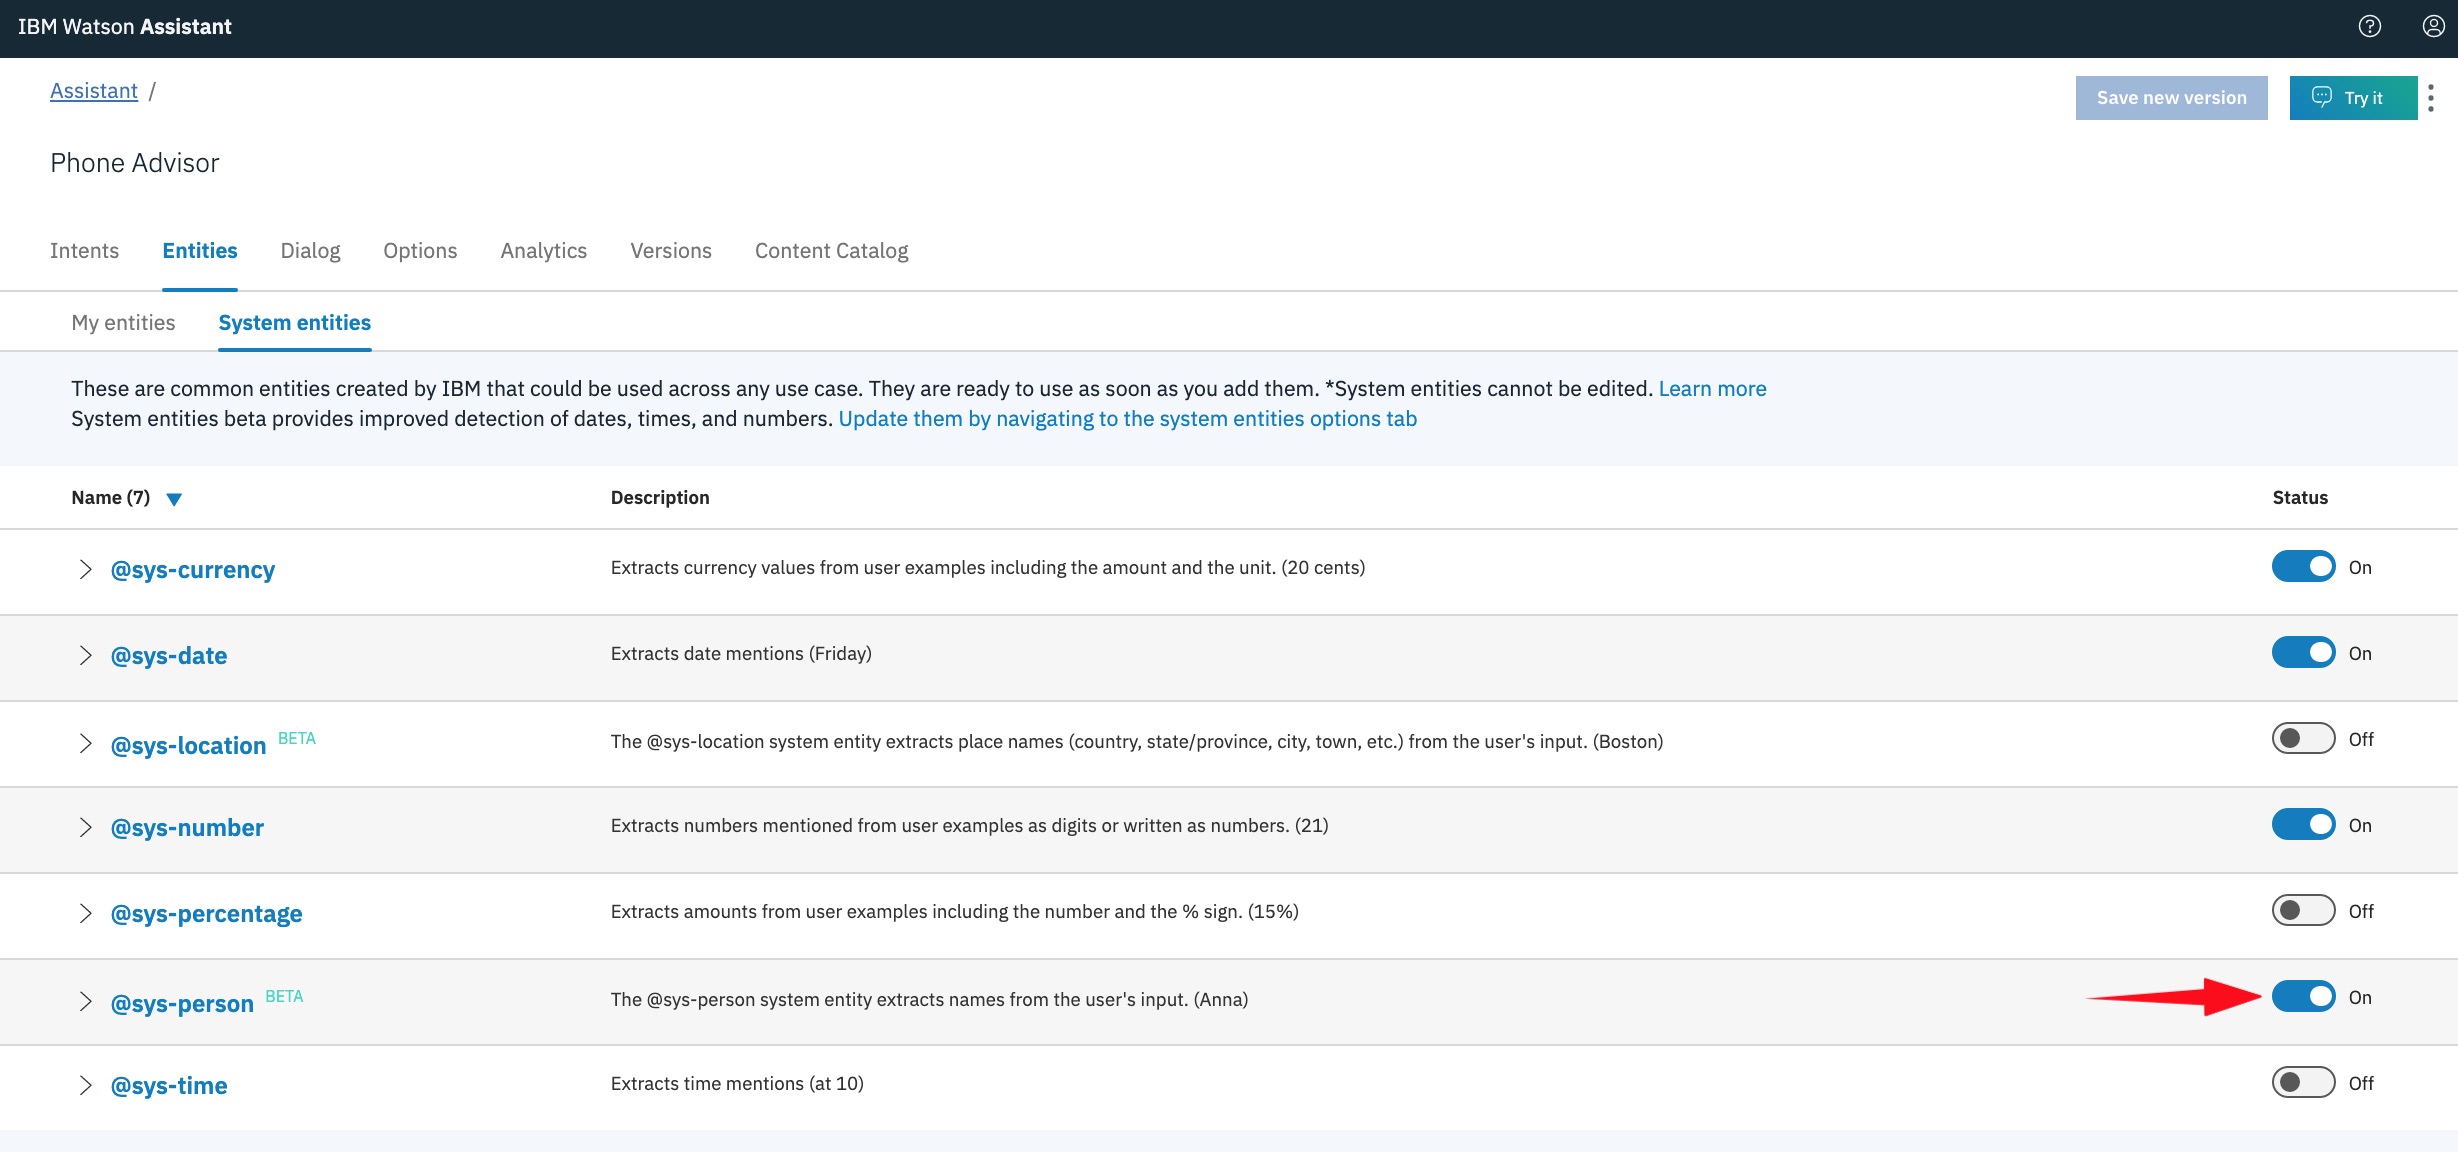 IBM Watson Assistant
Assistant /
Save new version
Try it
Phone Advisor
Intents Entities Dialog Options Analytics Versions Content Catalog
My entities System entities
These are common entities created by IBM that could be used across any use case. They are ready to use as soon as you add them. *System entities cannot be edited. Learn more
System entities beta provides improved detection of dates, times, and numbers. Update them by navigating to the system entities options tab
Name (7) Description Status
@sys-currency Extracts currency values from user examples including the amount and the unit. (20 cents) On
@sys-date Extracts date mentions (Friday) On
@sys-location BETA The @sys-location system entity extracts place names (country, state/province, city, town, etc.) from the user's input. (Boston) Off
@sys-number Extracts numbers mentioned from user examples as digits or written as numbers. (21) On
@sys-percentage Extracts amounts from user examples including the number and the % sign. (15%) Off
@sys-person BETA The @sys-person system entity extracts names from the user's input. (Anna) On
@sys-time Extracts time mentions (at 10) Off